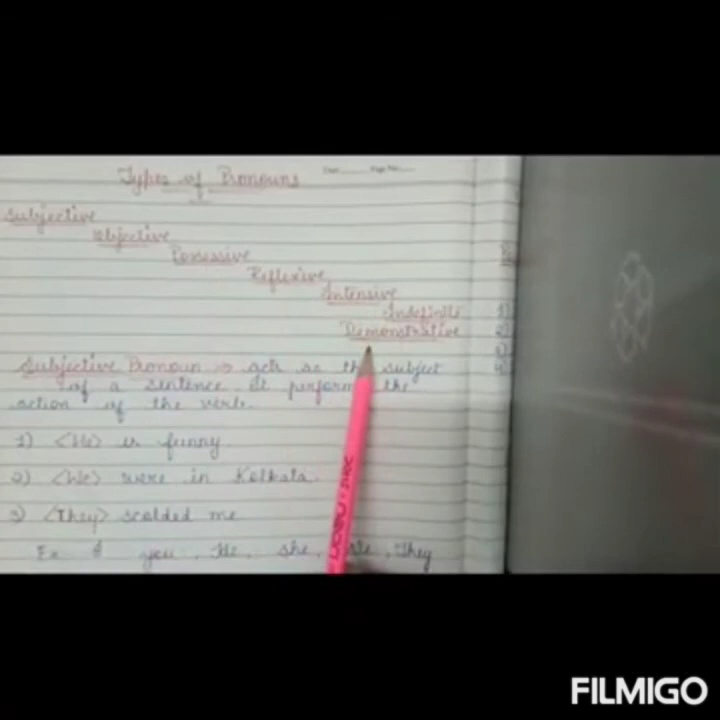 Types of Pronouns
Subjective
Objective
Possessive
Reflexive
Intensive
Indefinite
Demonstrative
Subjective Pronoun → acts as the subject
of a sentence It perform the
action of the verb.
1) <He> is funny.
2) <We> were in Kolkata.
3) <They> scolded me
Ex I you, He, she, We, They
FILMIGO